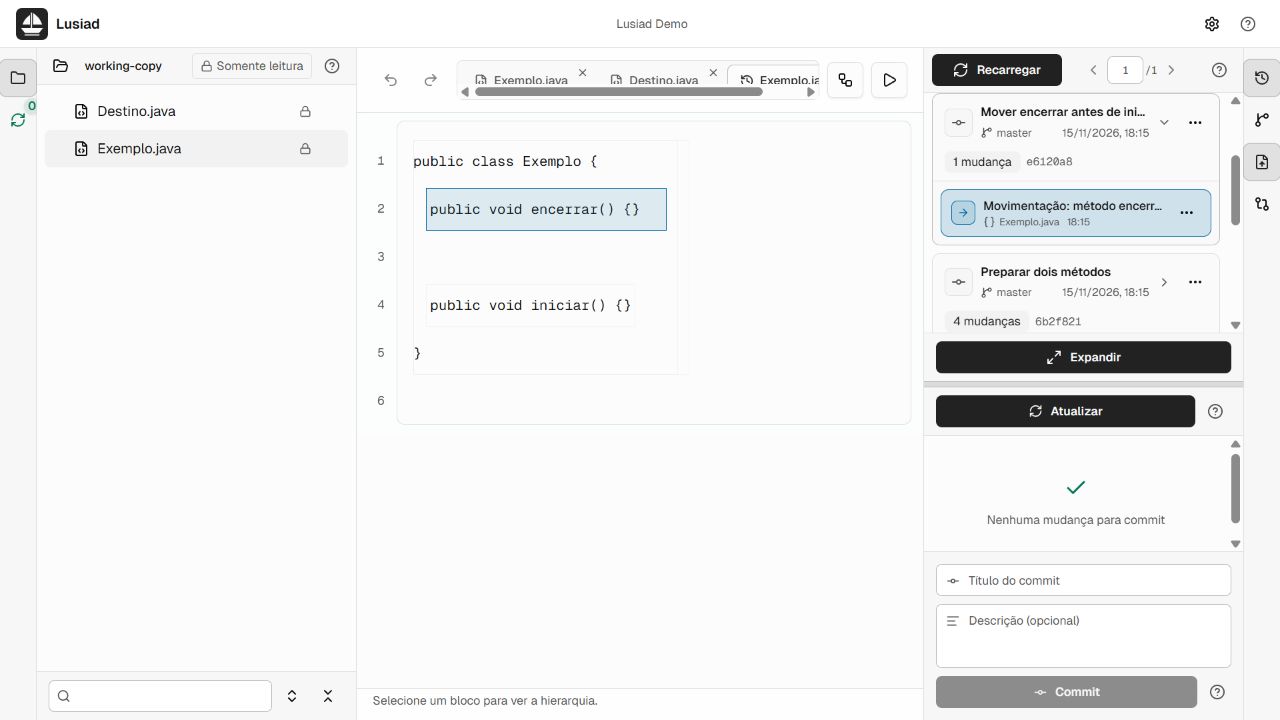 Lusiad
Lusiad Demo
working-copy
Somente leitura
0
Destino.java
Exemplo.java
Exemplo.java
Destino.java
Exemplo.ja
1 public class Exemplo {
2 public void encerrar() {}
3
4 public void iniciar() {}
5 }
6
Selecione um bloco para ver a hierarquia.
Recarregar
1 /1
Mover encerrar antes de ini...
master 15/11/2026, 18:15
1 mudança e6120a8
Movimentação: método encerr...
{} Exemplo.java 18:15
Preparar dois métodos
master 15/11/2026, 18:15
4 mudanças 6b2f821
Expandir
Atualizar
Nenhuma mudança para commit
Título do commit
Descrição (opcional)
Commit